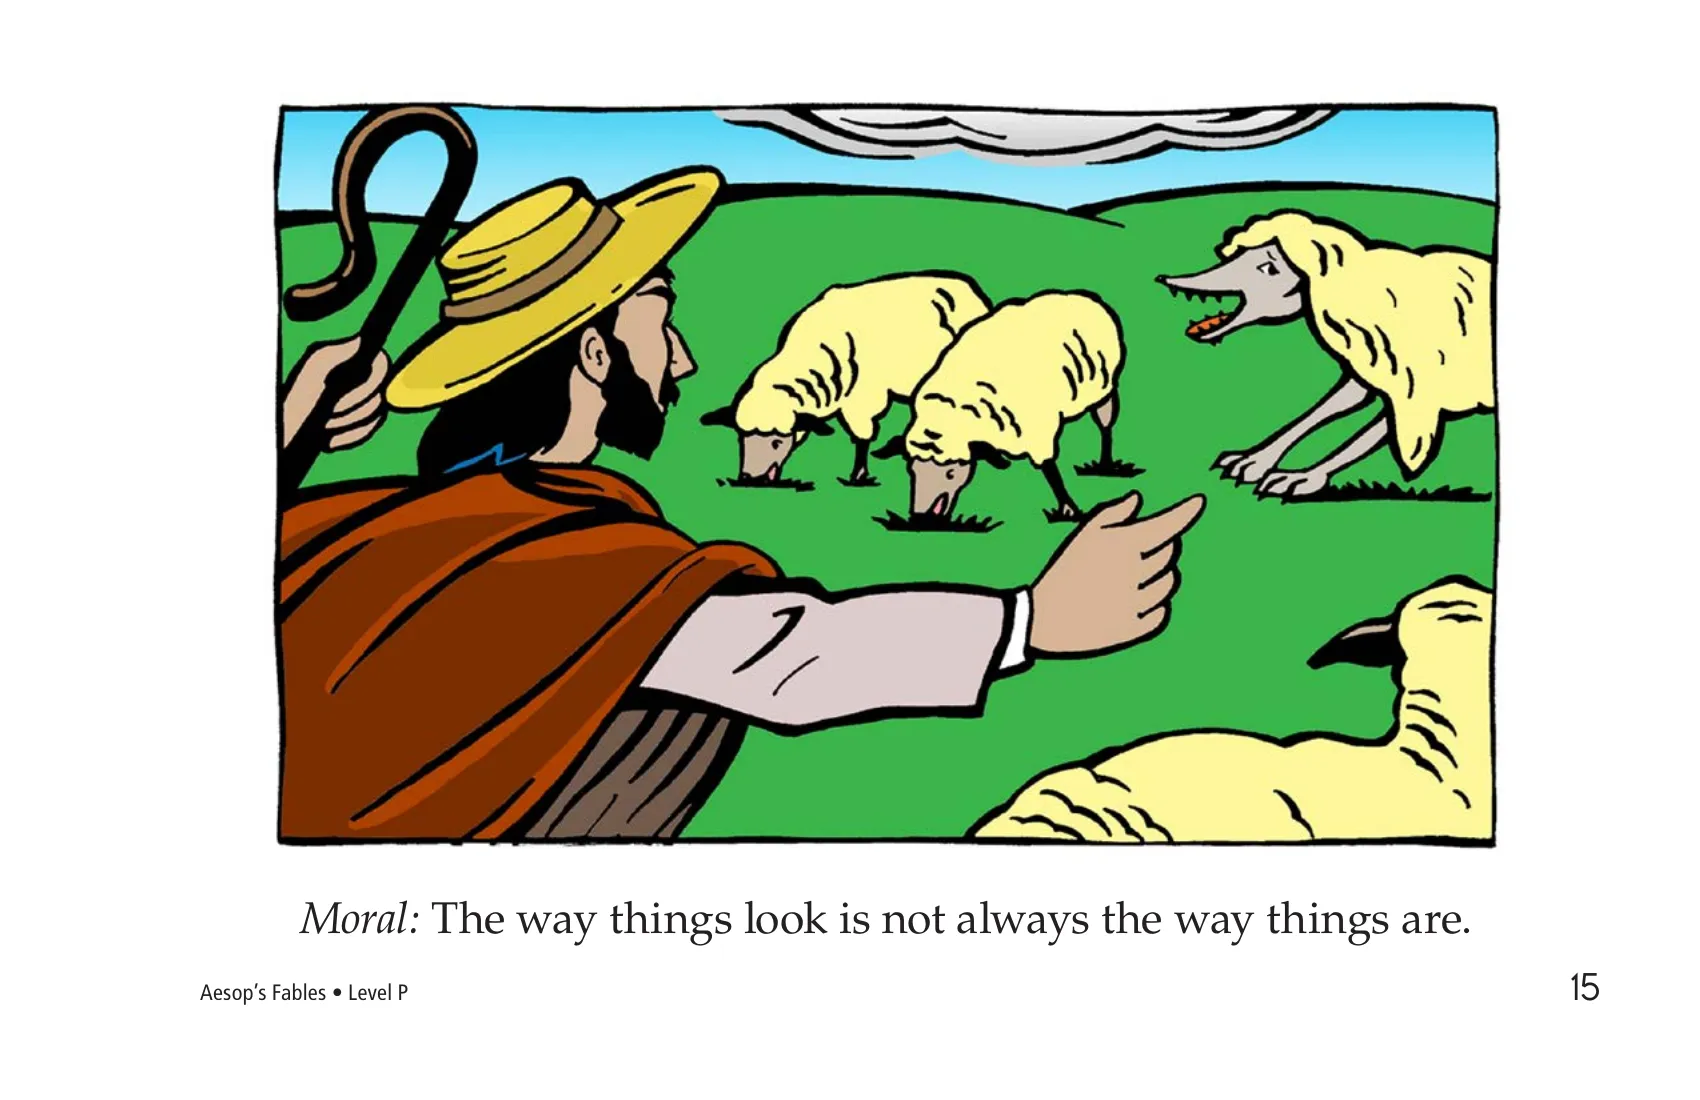 Moral: The way things look is not always the way things are.
Aesop’s Fables • Level P
15